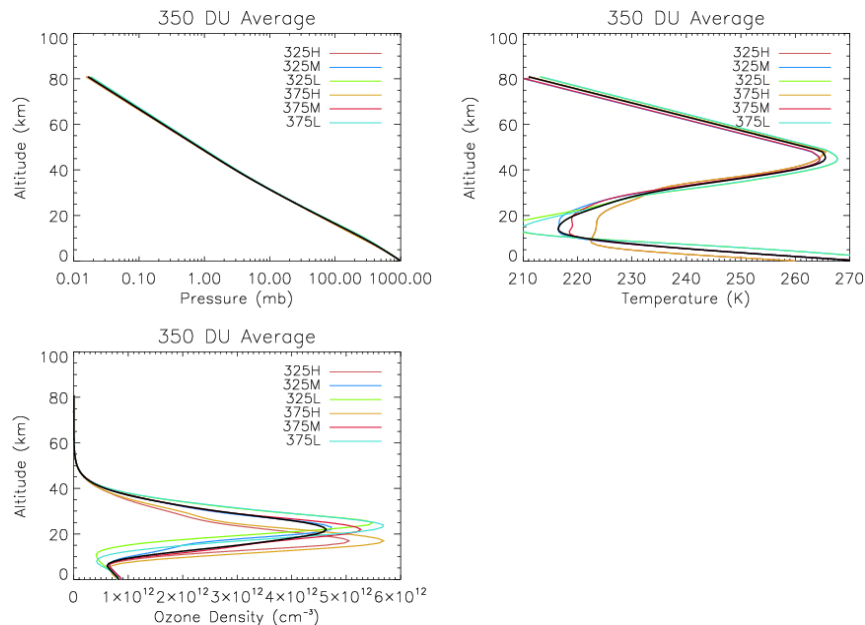 350 DU Average
100
80
60
40
20
0
Altitude (km)
325H
325M
325L
375H
375M
375L
0.01 0.10 1.00 10.00 100.00 1000.00
Pressure (mb)
350 DU Average
100
80
60
40
20
0
Altitude (km)
325H
325M
325L
375H
375M
375L
210 220 230 240 250 260 270
Temperature (K)
350 DU Average
100
80
60
40
20
0
Altitude (km)
325H
325M
325L
375H
375M
375L
0 1×10¹² 2×10¹² 3×10¹² 4×10¹² 5×10¹² 6×10¹²
Ozone Density (cm⁻³)